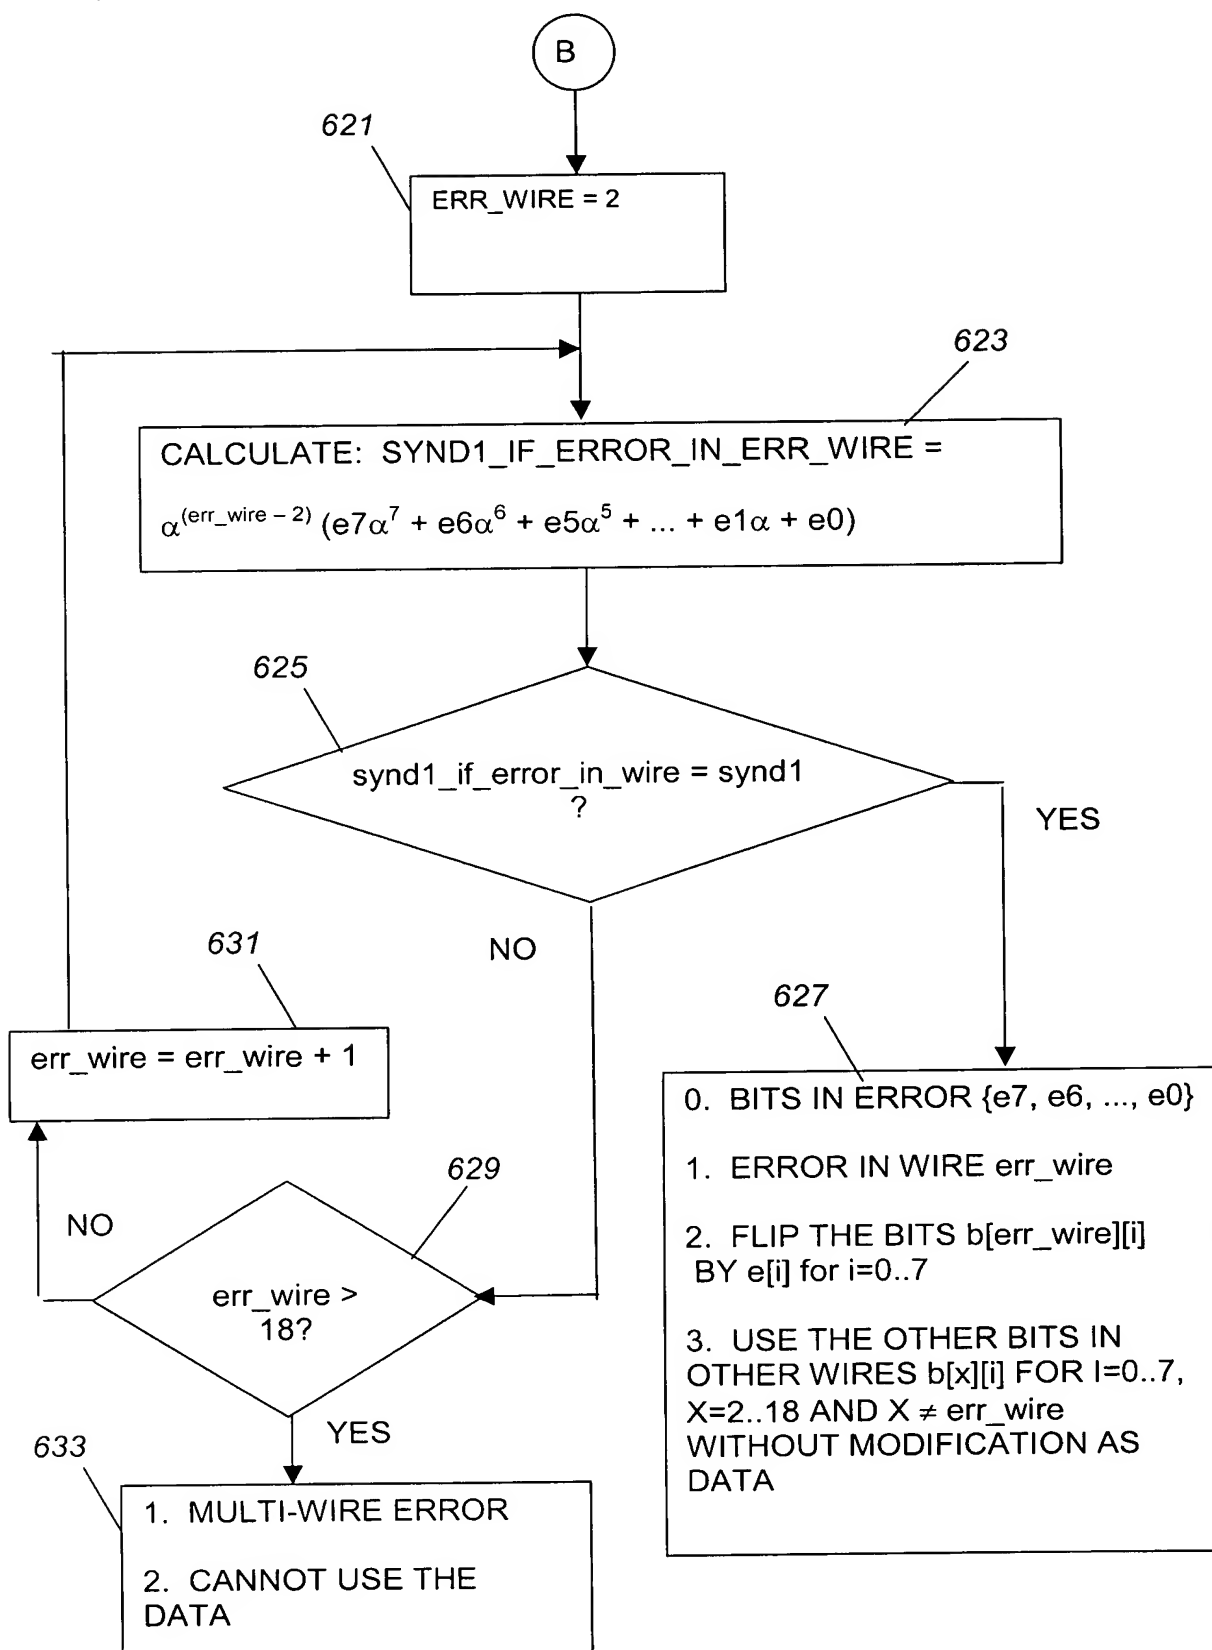 B
621
ERR_WIRE = 2
623
CALCULATE: SYND1_IF_ERROR_IN_ERR_WIRE =
α^(err_wire – 2) (e7α^7 + e6α^6 + e5α^5 + ... + e1α + e0)
625
synd1_if_error_in_wire = synd1
?
YES
NO
631
err_wire = err_wire + 1
627
0. BITS IN ERROR {e7, e6, ..., e0}
1. ERROR IN WIRE err_wire
2. FLIP THE BITS b[err_wire][i]
BY e[i] for i=0..7
3. USE THE OTHER BITS IN
OTHER WIRES b[x][i] FOR I=0..7,
X=2..18 AND X ≠ err_wire
WITHOUT MODIFICATION AS
DATA
629
NO
err_wire >
18?
YES
633
1. MULTI-WIRE ERROR
2. CANNOT USE THE
DATA